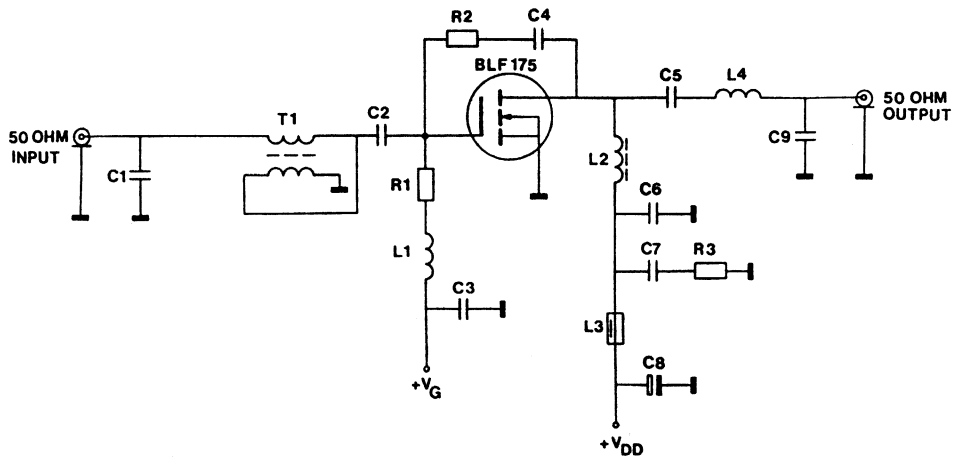 R2
C4
BLF 175
C5
L4
50 OHM
OUTPUT
T1
C2
50 OHM
INPUT
C9
C1
L2
R1
C6
L1
C7
R3
C3
L3
C8
+VG
+VDD